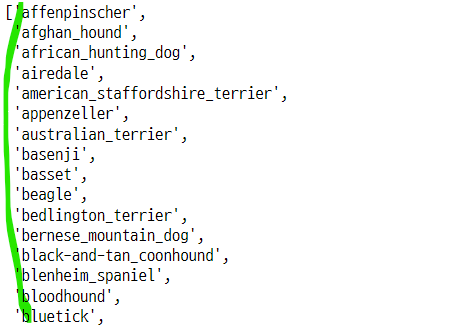 ['affenpinscher',
'afghan_hound',
'african_hunting_dog',
'airedale',
'american_staffordshire_terrier',
'appenzeller',
'australian_terrier',
'basenji',
'basset',
'beagle',
'bedlington_terrier',
'bernese_mountain_dog',
'black-and-tan_coonhound',
'blenheim_spaniel',
'bloodhound',
'bluetick',